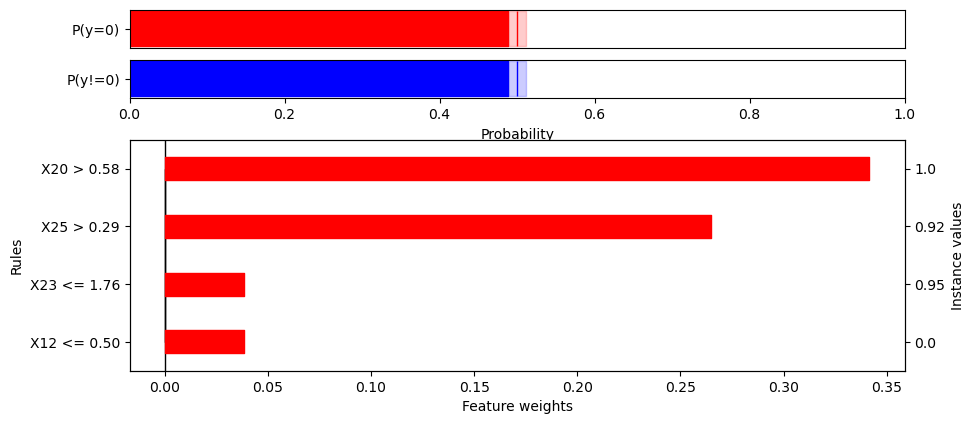 P(y=0)
P(y!=0)
0.0 0.2 0.4 0.6 0.8 1.0
Probability
X20 > 0.58 1.0
X25 > 0.29 0.92
X23 <= 1.76 0.95
X12 <= 0.50 0.0
Rules
Instance values
0.00 0.05 0.10 0.15 0.20 0.25 0.30 0.35
Feature weights